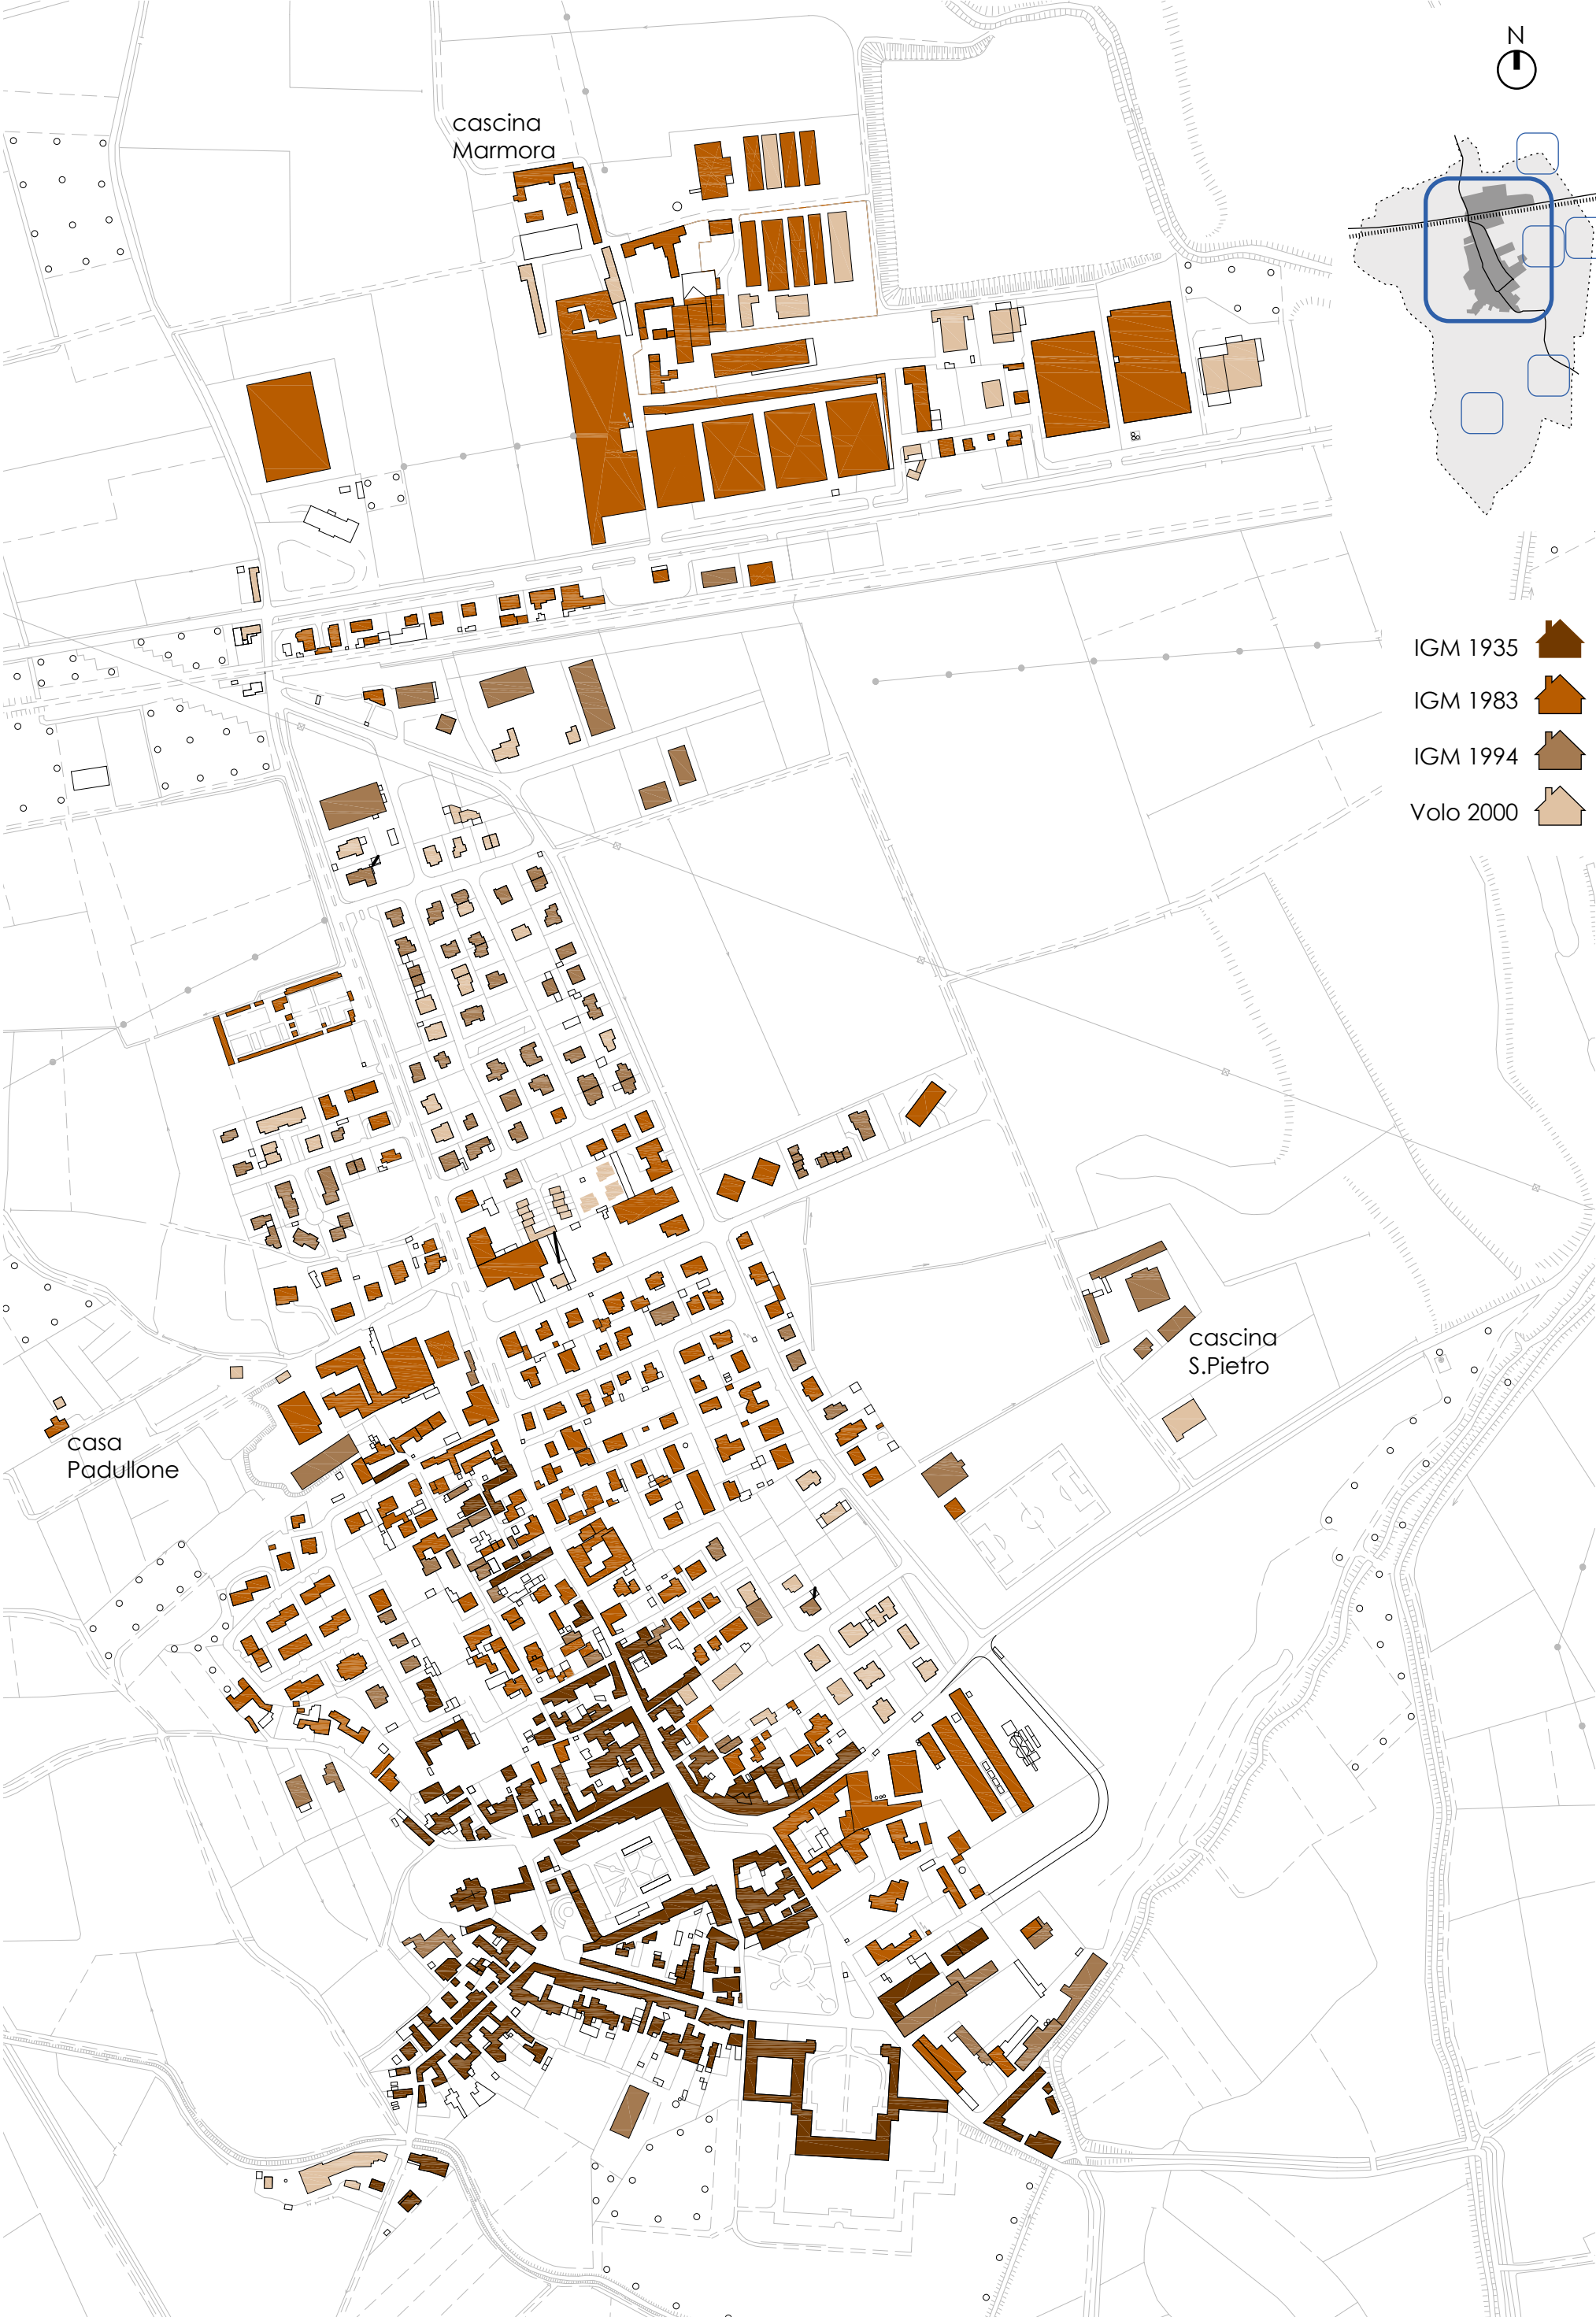 N
cascina
Marmora
IGM 1935
IGM 1983
IGM 1994
Volo 2000
cascina
S.Pietro
casa
Padullone